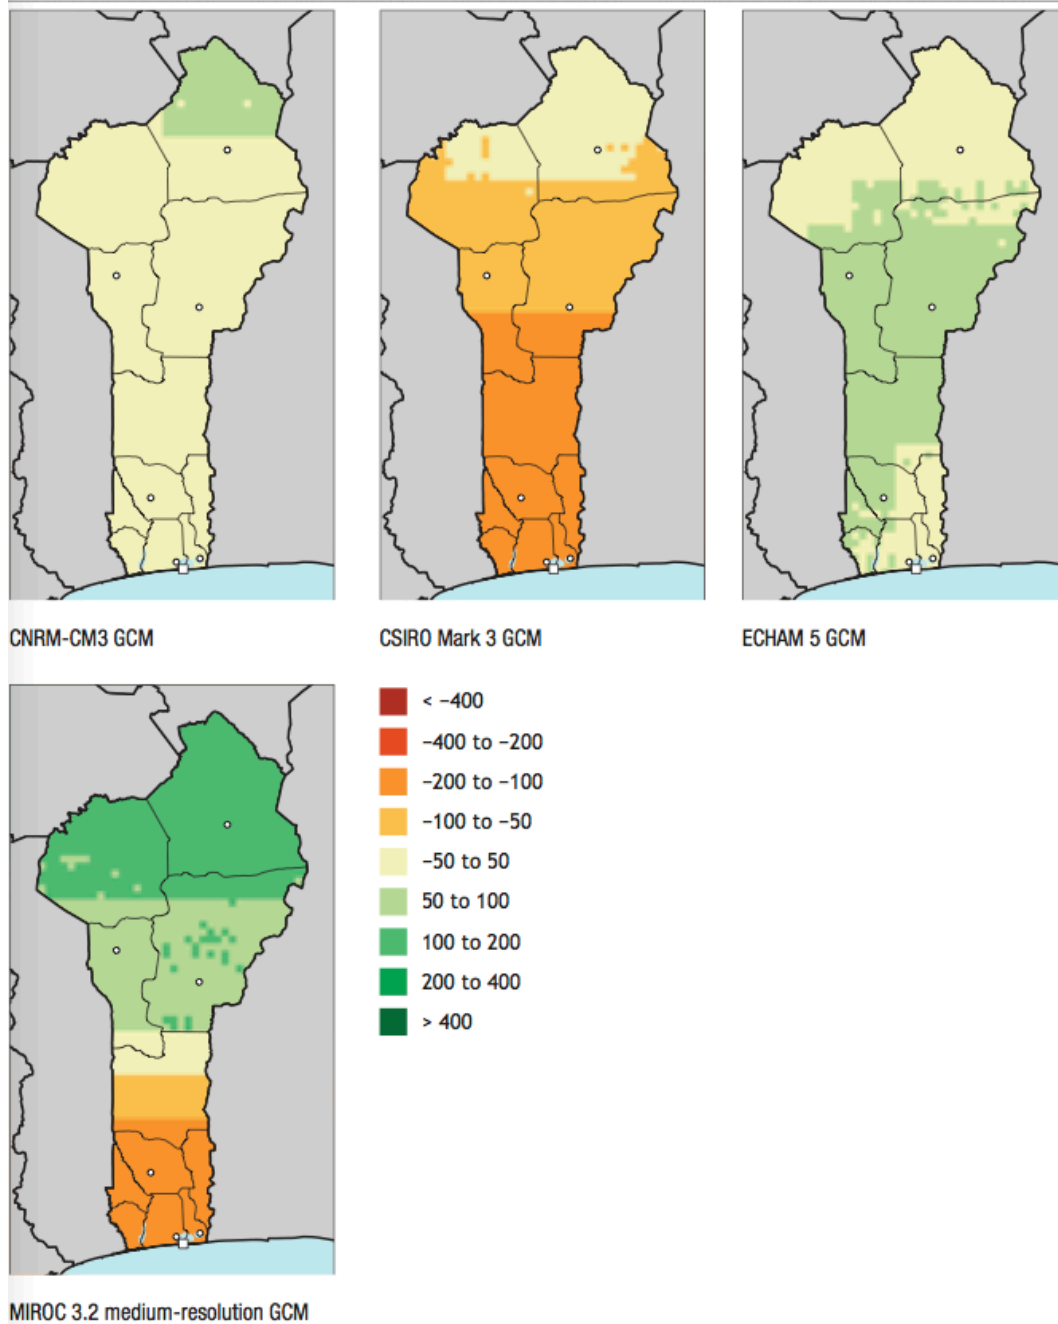 CNRM-CM3 GCM
CSIRO Mark 3 GCM
ECHAM 5 GCM
< –400
–400 to –200
–200 to –100
–100 to –50
–50 to 50
50 to 100
100 to 200
200 to 400
> 400
MIROC 3.2 medium-resolution GCM